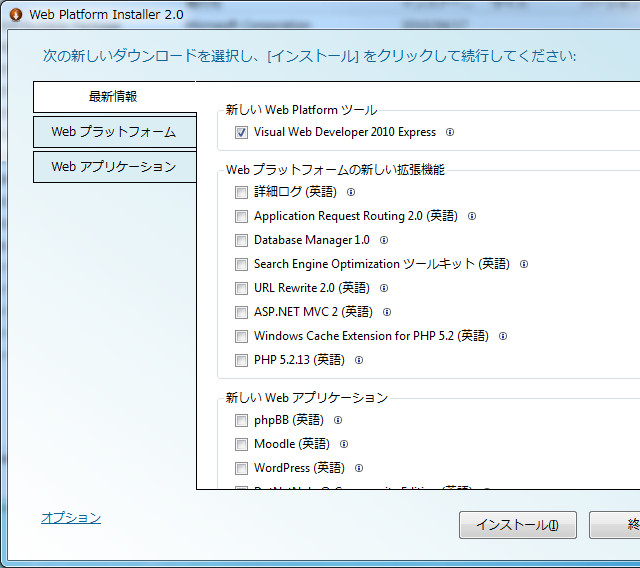 Web Platform Installer 2.0
次の新しいダウンロードを選択し、[インストール] をクリックして続行してください:
最新情報
Web プラットフォーム
Web アプリケーション
新しい Web Platform ツール
Visual Web Developer 2010 Express
Web プラットフォームの新しい拡張機能
詳細ログ (英語)
Application Request Routing 2.0 (英語)
Database Manager 1.0
Search Engine Optimization ツールキット (英語)
URL Rewrite 2.0 (英語)
ASP.NET MVC 2 (英語)
Windows Cache Extension for PHP 5.2 (英語)
PHP 5.2.13 (英語)
新しい Web アプリケーション
phpBB (英語)
Moodle (英語)
WordPress (英語)
オプション
インストール(I)
終